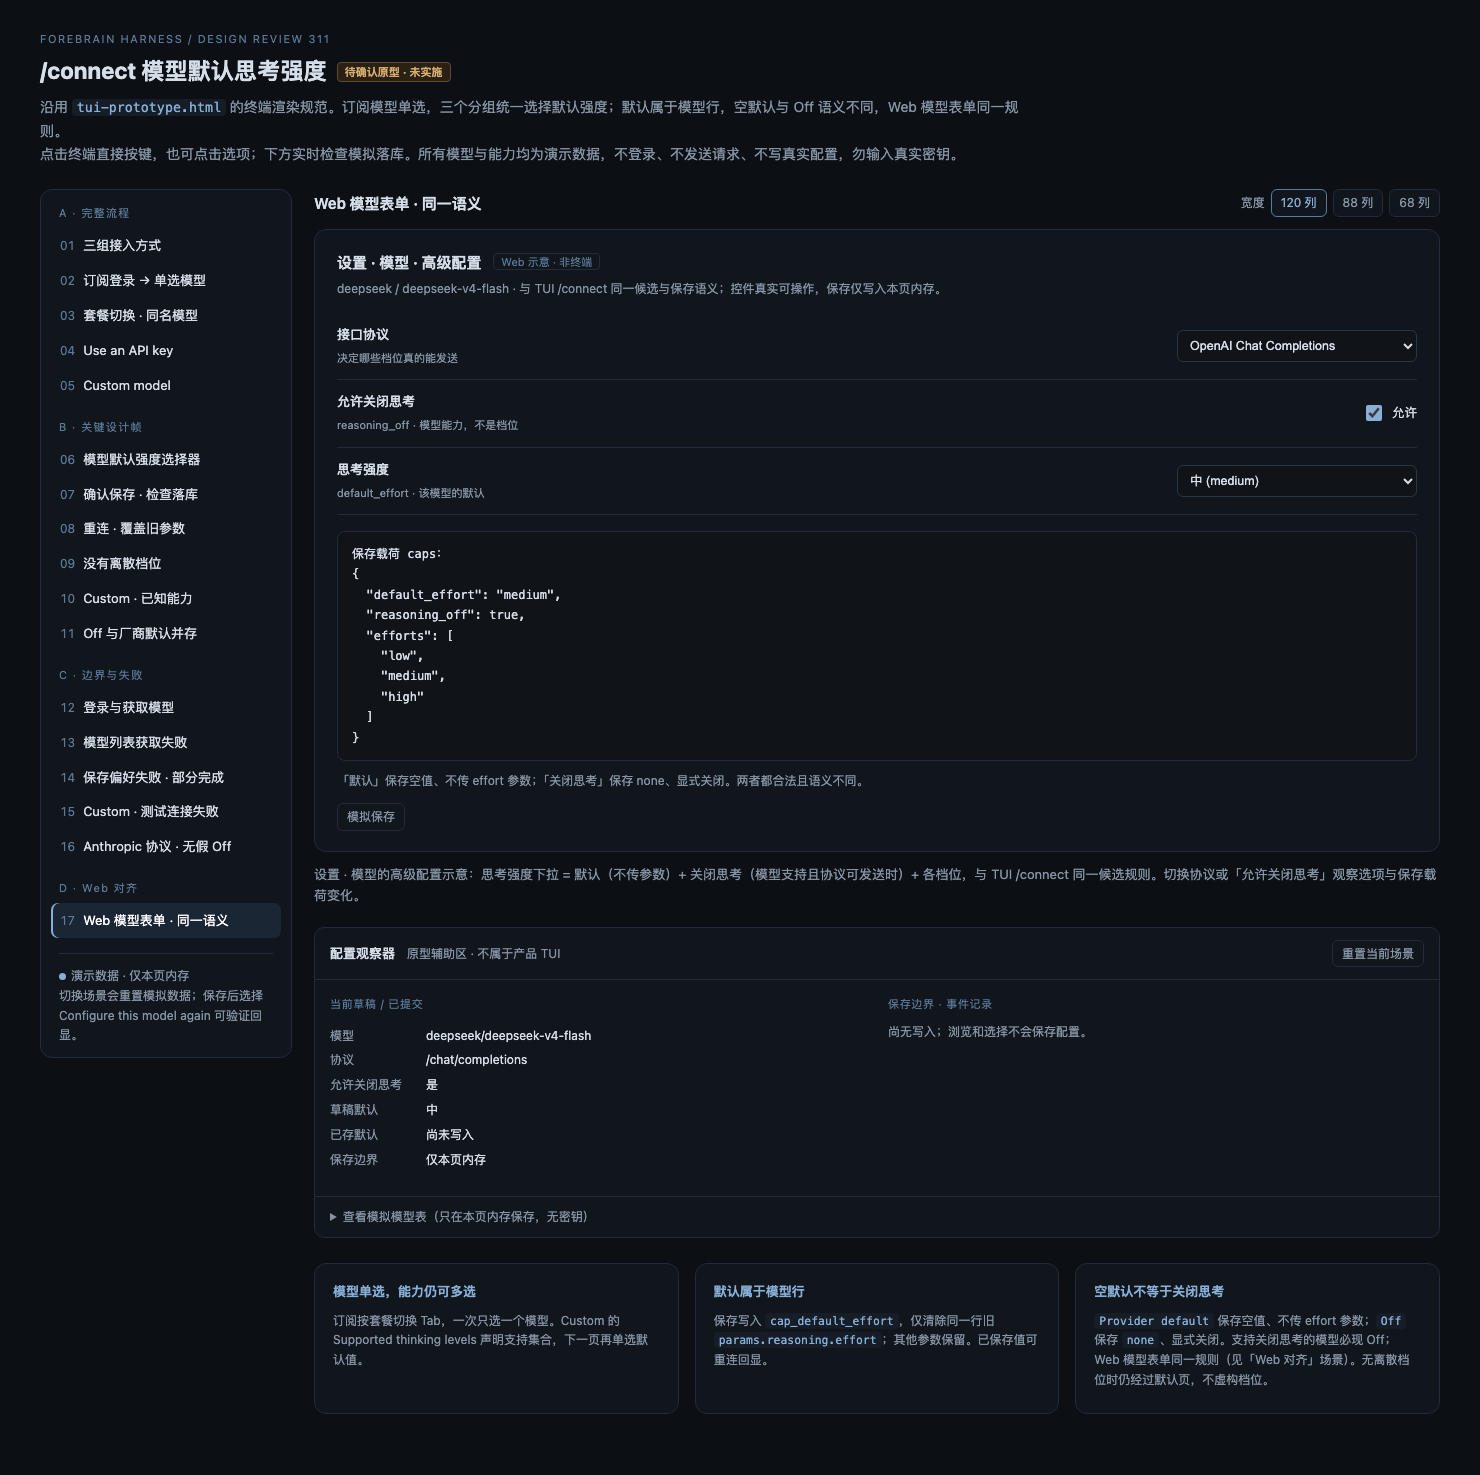 FOREBRAIN HARNESS / DESIGN REVIEW 311
/connect 模型默认思考强度 待确认原型 · 未实施
沿用 tui-prototype.html 的终端渲染规范。订阅模型单选，三个分组统一选择默认强度；默认属于模型行，空默认与 Off 语义不同，Web 模型表单同一规
则。
点击终端直接按键，也可点击选项；下方实时检查模拟落库。所有模型与能力均为演示数据，不登录、不发送请求、不写真实配置，勿输入真实密钥。
A · 完整流程
01 三组接入方式
02 订阅登录 → 单选模型
03 套餐切换 · 同名模型
04 Use an API key
05 Custom model
B · 关键设计帧
06 模型默认强度选择器
07 确认保存 · 检查落库
08 重连 · 覆盖旧参数
09 没有离散档位
10 Custom · 已知能力
11 Off 与厂商默认并存
C · 边界与失败
12 登录与获取模型
13 模型列表获取失败
14 保存偏好失败 · 部分完成
15 Custom · 测试连接失败
16 Anthropic 协议 · 无假 Off
D · Web 对齐
17 Web 模型表单 · 同一语义
演示数据 · 仅本页内存
切换场景会重置模拟数据；保存后选择
Configure this model again 可验证回
显。
Web 模型表单 · 同一语义
宽度 120 列 88 列 68 列
设置 · 模型 · 高级配置 Web 示意 · 非终端
deepseek / deepseek-v4-flash · 与 TUI /connect 同一候选与保存语义；控件真实可操作，保存仅写入本页内存。
接口协议
决定哪些档位真的能发送
OpenAI Chat Completions
允许关闭思考
reasoning_off · 模型能力，不是档位
允许
思考强度
default_effort · 该模型的默认
中 (medium)
保存载荷 caps:
{
"default_effort": "medium",
"reasoning_off": true,
"efforts": [
"low",
"medium",
"high"
]
}
「默认」保存空值、不传 effort 参数；「关闭思考」保存 none、显式关闭。两者都合法且语义不同。
模拟保存
设置 · 模型的高级配置示意：思考强度下拉 = 默认（不传参数）+ 关闭思考（模型支持且协议可发送时）+ 各档位，与 TUI /connect 同一候选规则。切换协议或「允许关闭思考」观察选项与保存载
荷变化。
配置观察器 原型辅助区 · 不属于产品 TUI
重置当前场景
当前草稿 / 已提交
模型 deepseek/deepseek-v4-flash
协议 /chat/completions
允许关闭思考 是
草稿默认 中
已存默认 尚未写入
保存边界 仅本页内存
保存边界 · 事件记录
尚无写入；浏览和选择不会保存配置。
查看模拟模型表（只在本页内存保存，无密钥）
模型单选，能力仍可多选
订阅按套餐切换 Tab，一次只选一个模型。Custom 的
Supported thinking levels 声明支持集合，下一页再单选默
认值。
默认属于模型行
保存写入 cap_default_effort，仅清除同一行旧
params.reasoning.effort；其他参数保留。已保存值可
重连回显。
空默认不等于关闭思考
Provider default 保存空值、不传 effort 参数；Off
保存 none、显式关闭。支持关闭思考的模型必现 Off；
Web 模型表单同一规则（见「Web 对齐」场景）。无离散档
位时仍经过默认页，不虚构档位。